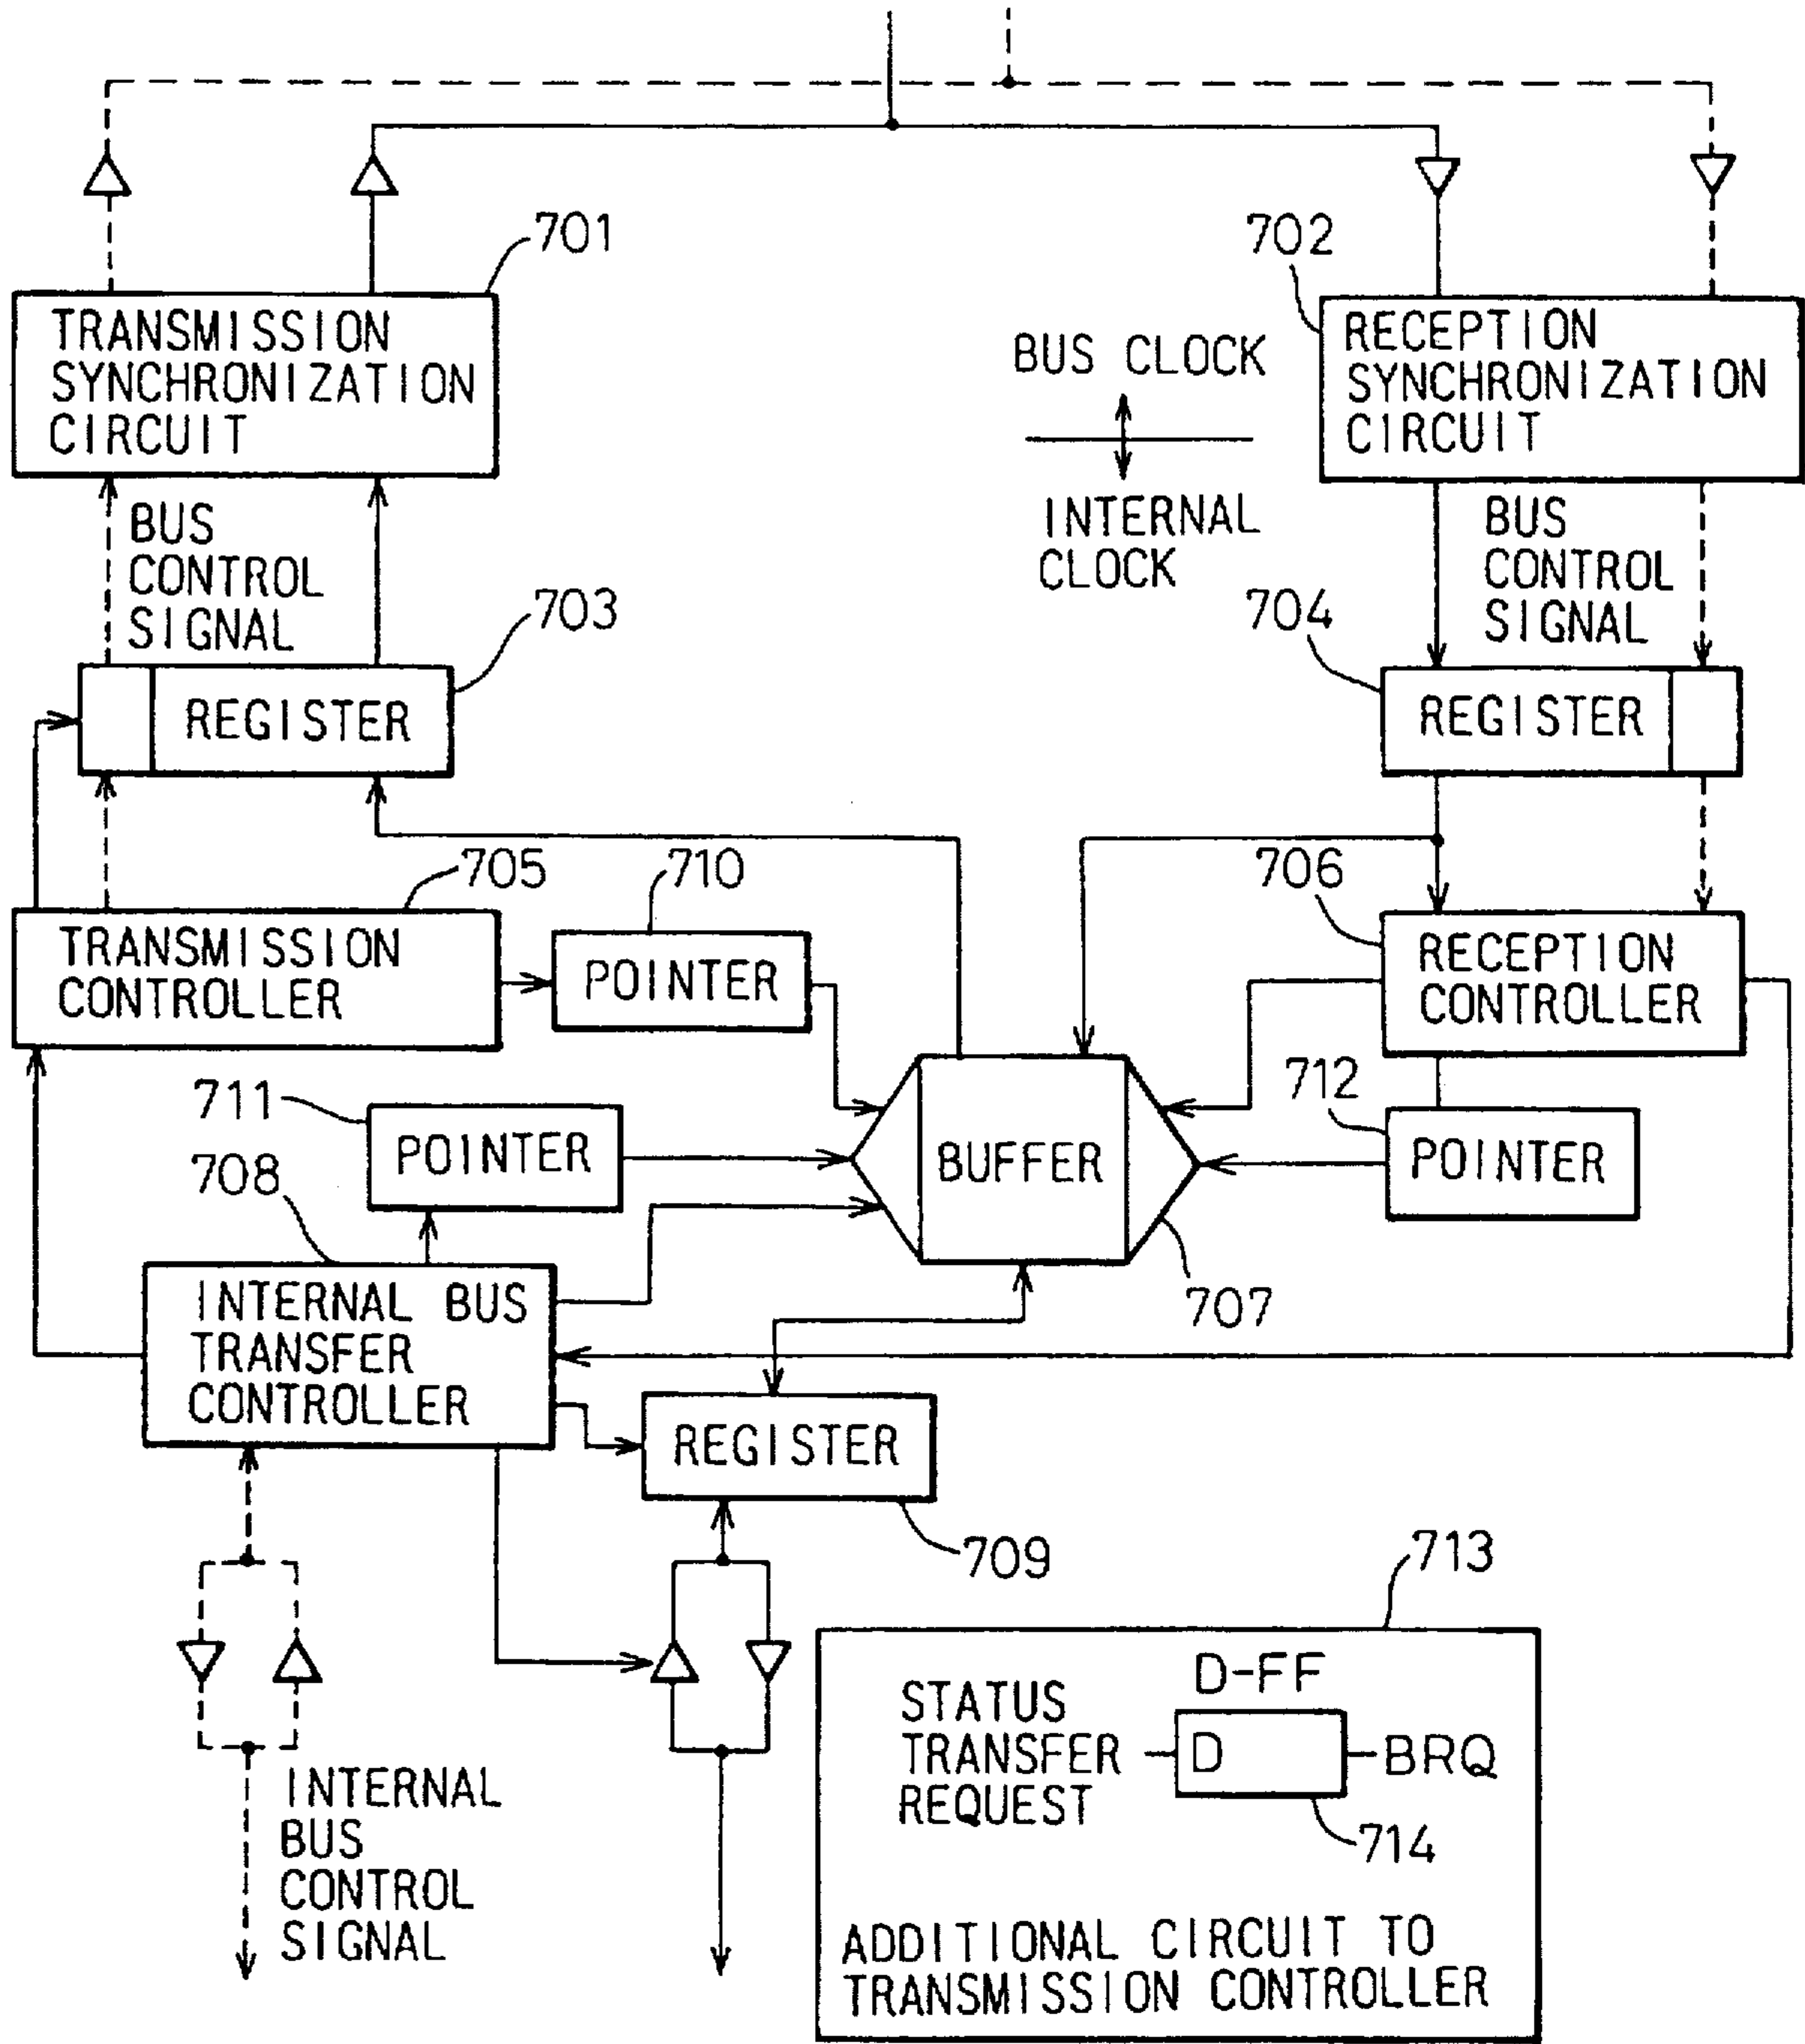 701
702
TRANSMISSION
SYNCHRONIZATION
CIRCUIT
BUS CLOCK
INTERNAL
CLOCK
RECEPTION
SYNCHRONIZATION
CIRCUIT
BUS
CONTROL
SIGNAL
BUS
CONTROL
SIGNAL
703
704
REGISTER
REGISTER
705
710
706
TRANSMISSION
CONTROLLER
POINTER
RECEPTION
CONTROLLER
711
712
POINTER
BUFFER
POINTER
708
707
INTERNAL BUS
TRANSFER
CONTROLLER
REGISTER
709
713
D-FF
STATUS
TRANSFER
REQUEST
D
BRQ
714
INTERNAL
BUS
CONTROL
SIGNAL
ADDITIONAL CIRCUIT TO
TRANSMISSION CONTROLLER